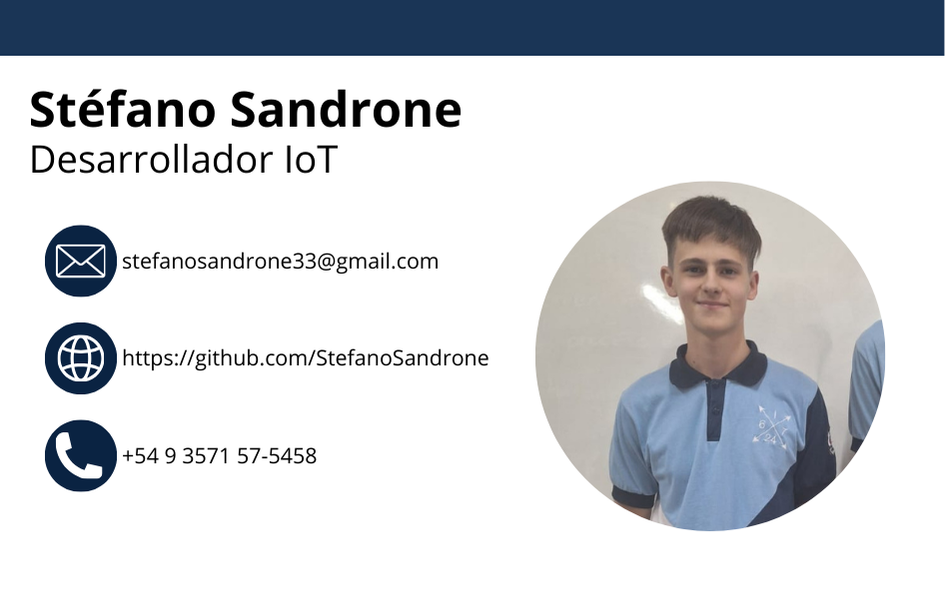 Stéfano Sandrone
Desarrollador IoT
stefanosandrone33@gmail.com
https://github.com/StefanoSandrone
+54 9 3571 57-5458